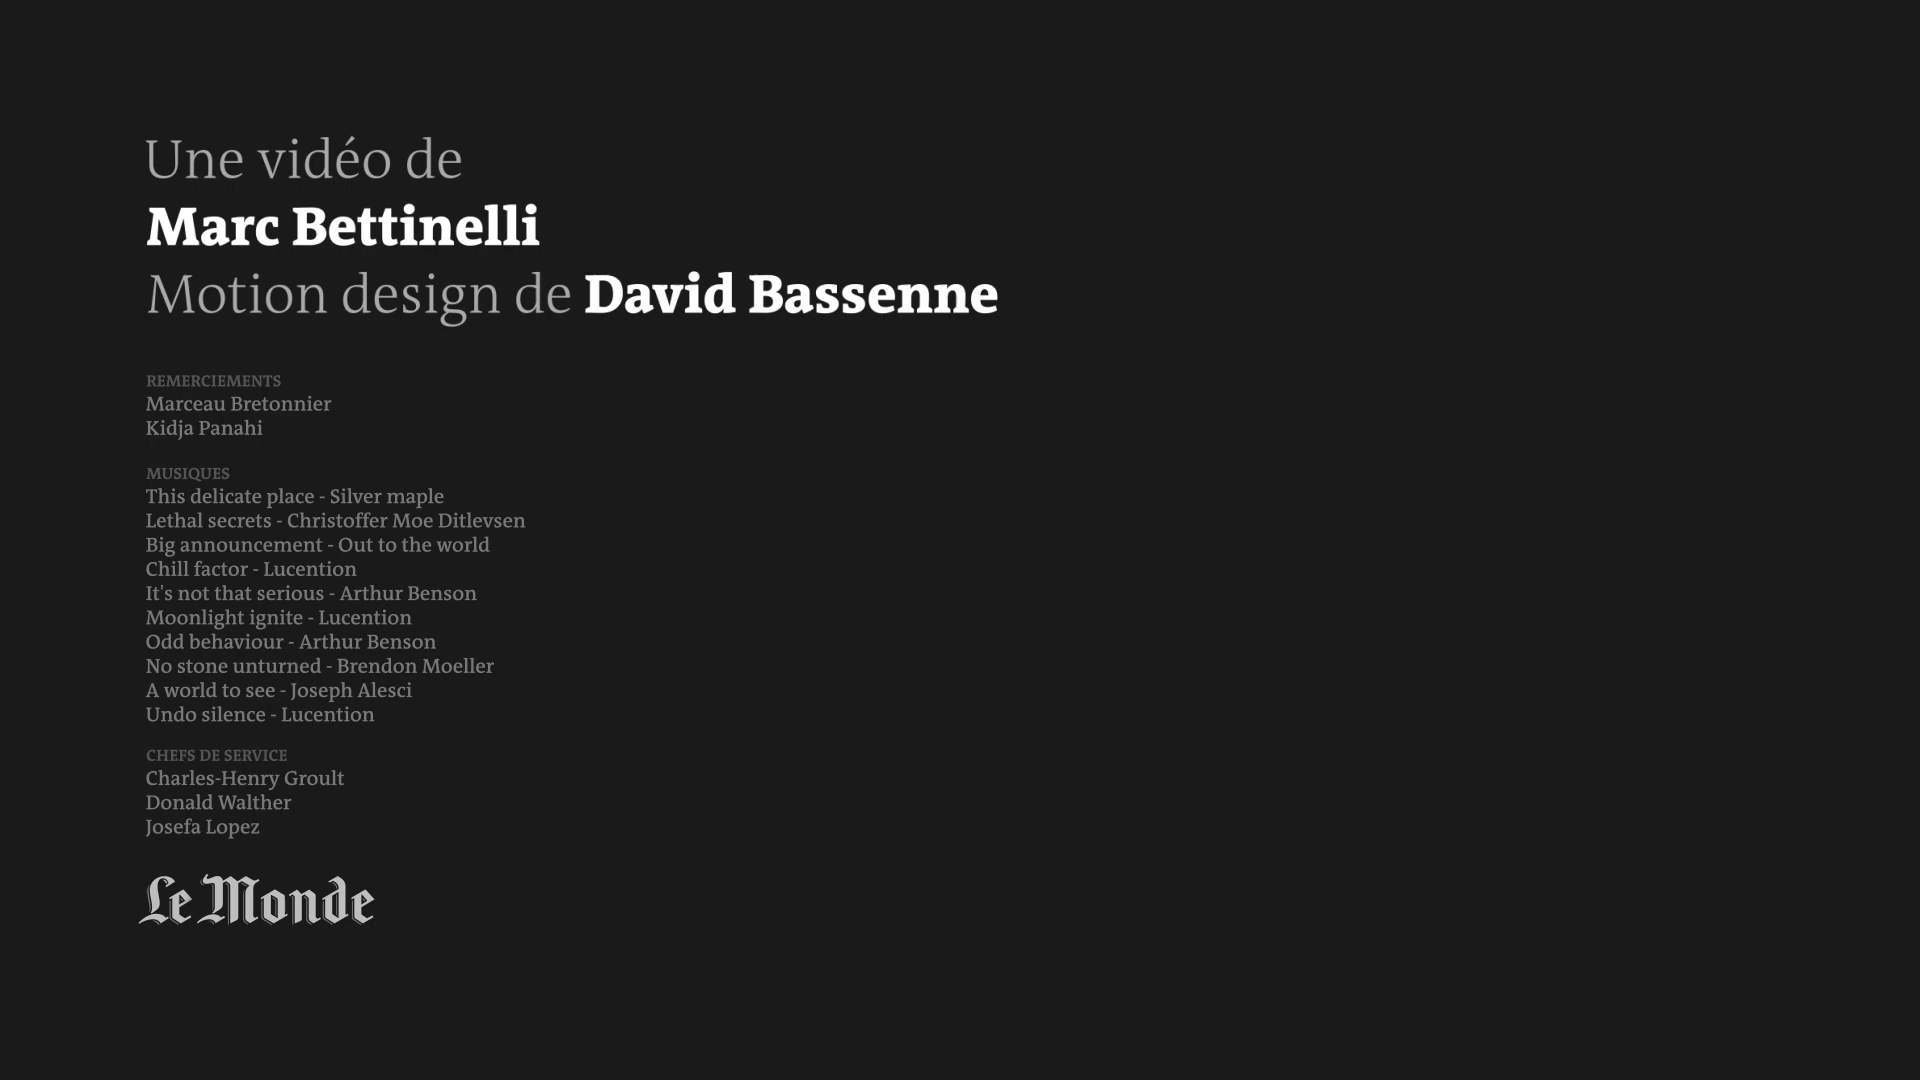 Une vidéo de
Marc Bettinelli
Motion design de David Bassenne
REMERCIEMENTS
Marceau Bretonnier
Kidja Panahi
MUSIQUES
This delicate place - Silver maple
Lethal secrets - Christoffer Moe Ditlevsen
Big announcement - Out to the world
Chill factor - Lucention
It's not that serious - Arthur Benson
Moonlight ignite - Lucention
Odd behaviour - Arthur Benson
No stone unturned - Brendon Moeller
A world to see - Joseph Alesci
Undo silence - Lucention
CHEFS DE SERVICE
Charles-Henry Groult
Donald Walther
Josefa Lopez
Le Monde